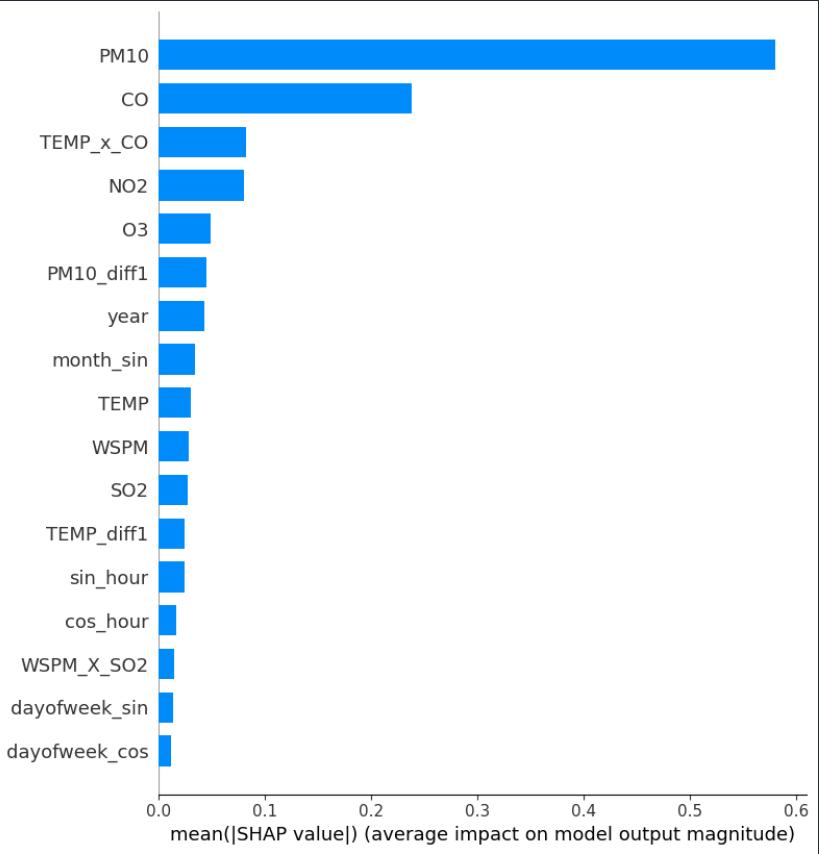 PM10
CO
TEMP_x_CO
NO2
O3
PM10_diff1
year
month_sin
TEMP
WSPM
SO2
TEMP_diff1
sin_hour
cos_hour
WSPM_X_SO2
dayofweek_sin
dayofweek_cos
0.0 0.1 0.2 0.3 0.4 0.5 0.6
mean(|SHAP value|) (average impact on model output magnitude)